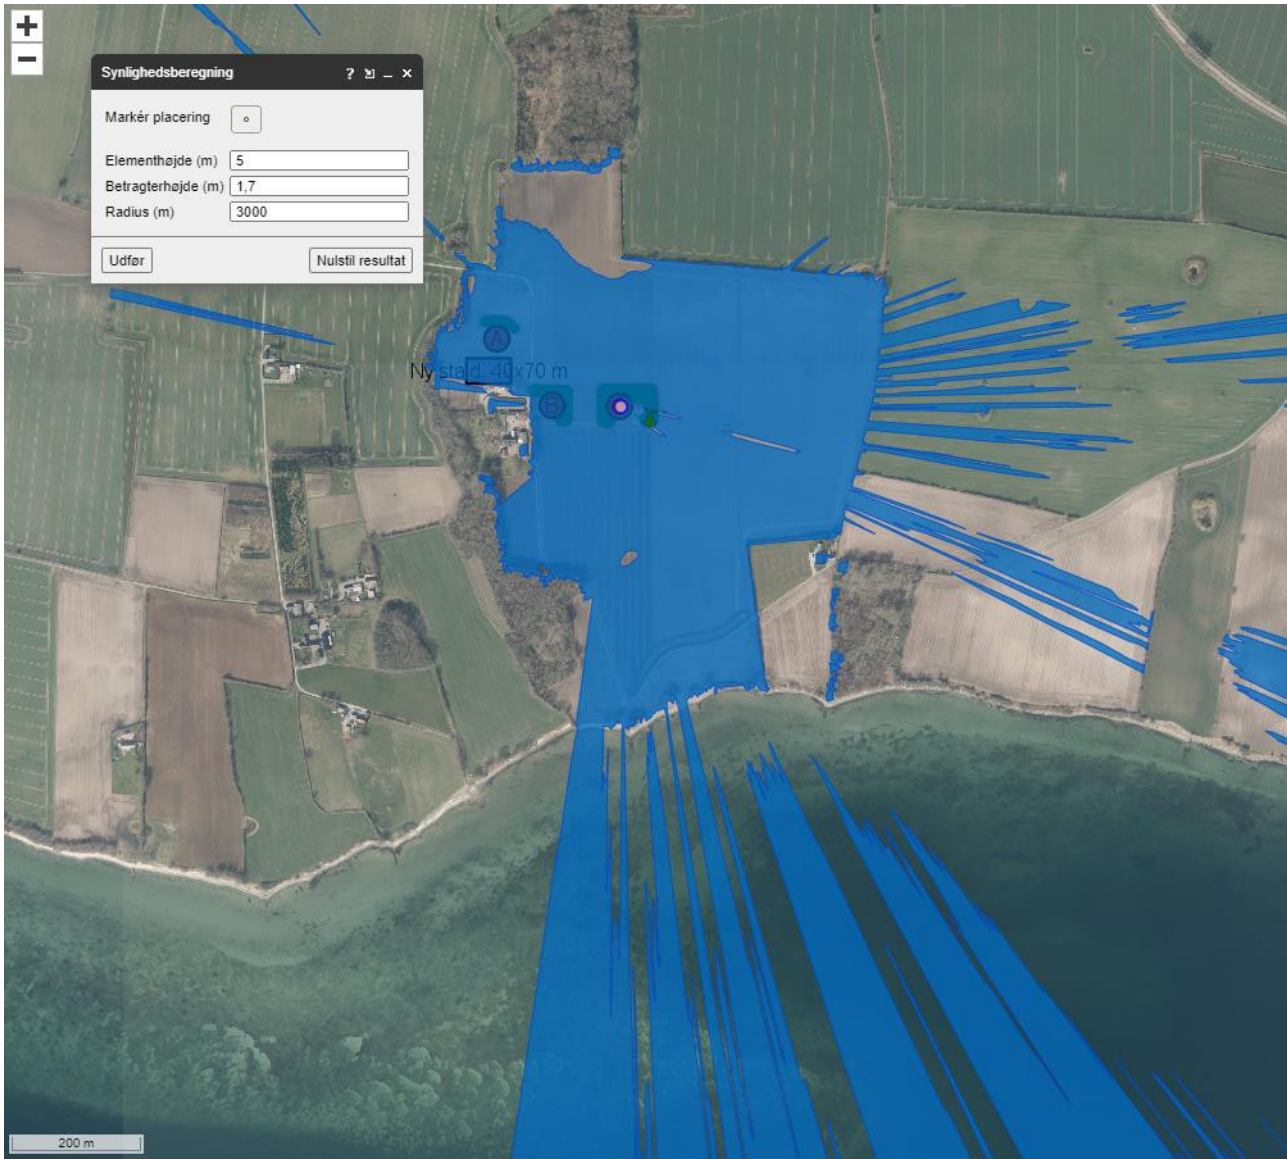 +
−
Synlighedsberegning ? _ ×
Markér placering
Elementhøjde (m) 5
Betragterhøjde (m) 1,7
Radius (m) 3000
Udfør Nulstil resultat
A
Ny stald. 40x70 m
B
200 m